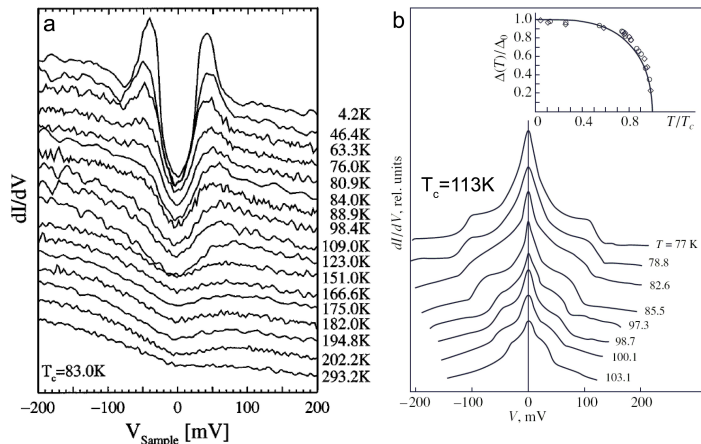 a
4.2K
46.4K
63.3K
76.0K
80.9K
84.0K
88.9K
98.4K
109.0K
123.0K
151.0K
166.6K
175.0K
182.0K
194.8K
202.2K
293.2K
dI/dV
T_c=83.0K
−200 −100 0 100 200
V_Sample [mV]
b
Δ(T)/Δ_0
1.0
0.8
0.6
0.4
0.2
0 0.4 0.8 T/T_c
T_c=113K
dI/dV, rel. units
T = 77 K
78.8
82.6
85.5
97.3
98.7
100.1
103.1
−200 −100 0 100 200
V, mV